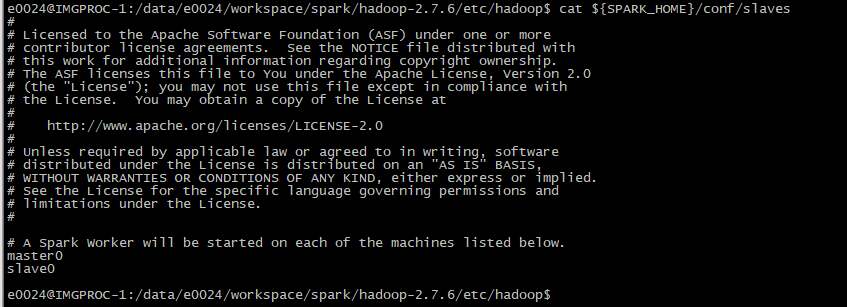 e0024@IMGPROC-1:/data/e0024/workspace/spark/hadoop-2.7.6/etc/hadoop$ cat ${SPARK_HOME}/conf/slaves
#
# Licensed to the Apache Software Foundation (ASF) under one or more
# contributor license agreements.  See the NOTICE file distributed with
# this work for additional information regarding copyright ownership.
# The ASF licenses this file to You under the Apache License, Version 2.0
# (the "License"); you may not use this file except in compliance with
# the License.  You may obtain a copy of the License at
#
#    http://www.apache.org/licenses/LICENSE-2.0
#
# Unless required by applicable law or agreed to in writing, software
# distributed under the License is distributed on an "AS IS" BASIS,
# WITHOUT WARRANTIES OR CONDITIONS OF ANY KIND, either express or implied.
# See the License for the specific language governing permissions and
# limitations under the License.
#

# A Spark Worker will be started on each of the machines listed below.
master0
slave0

e0024@IMGPROC-1:/data/e0024/workspace/spark/hadoop-2.7.6/etc/hadoop$